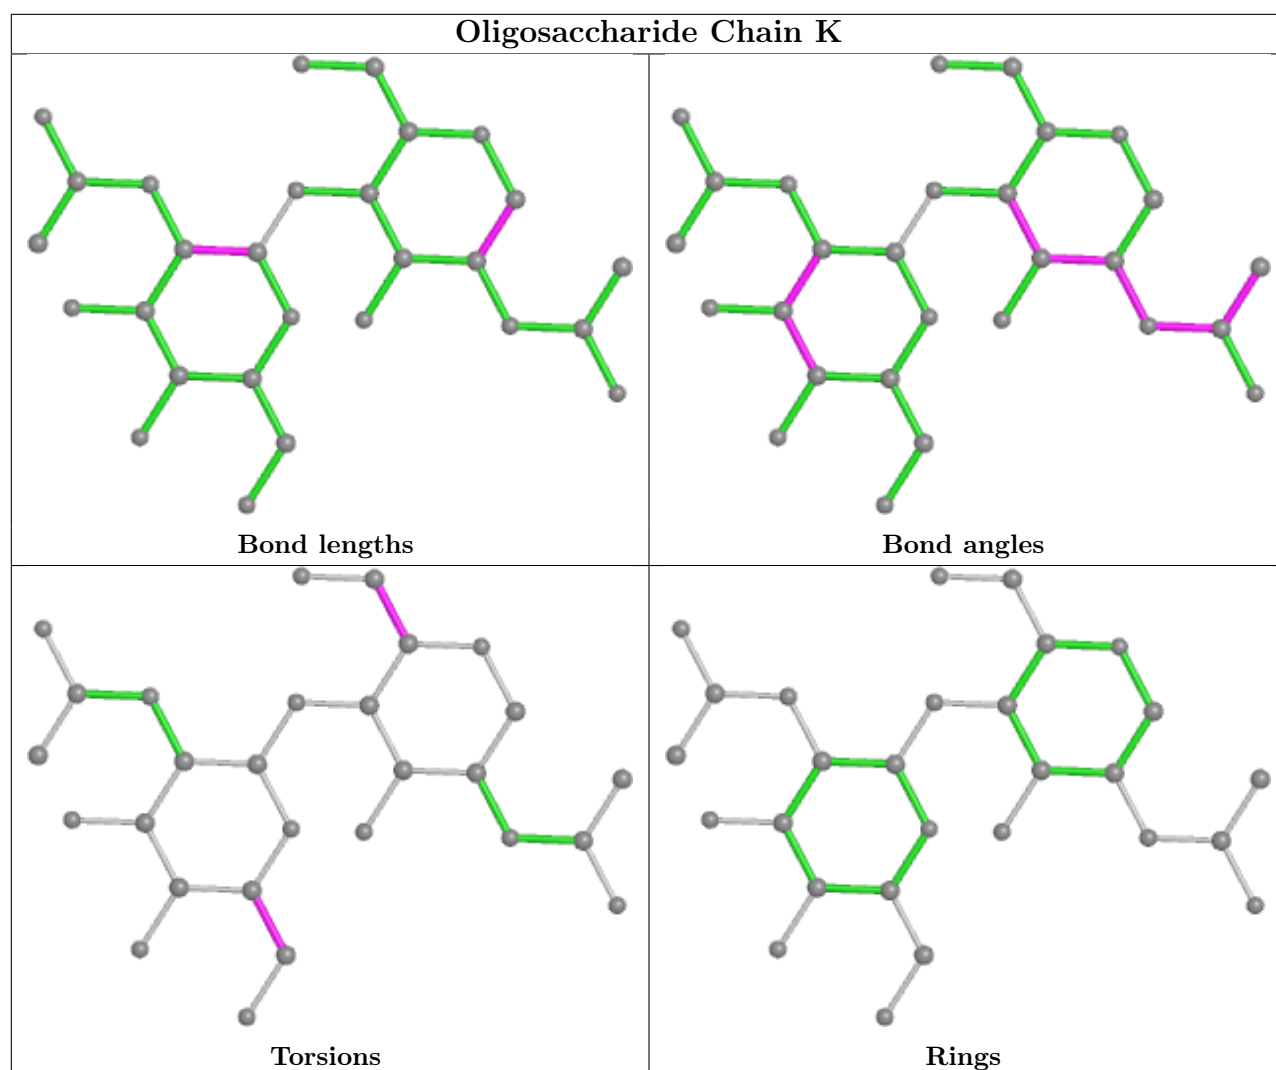 Oligosaccharide Chain K
Bond lengths
Bond angles
Torsions
Rings